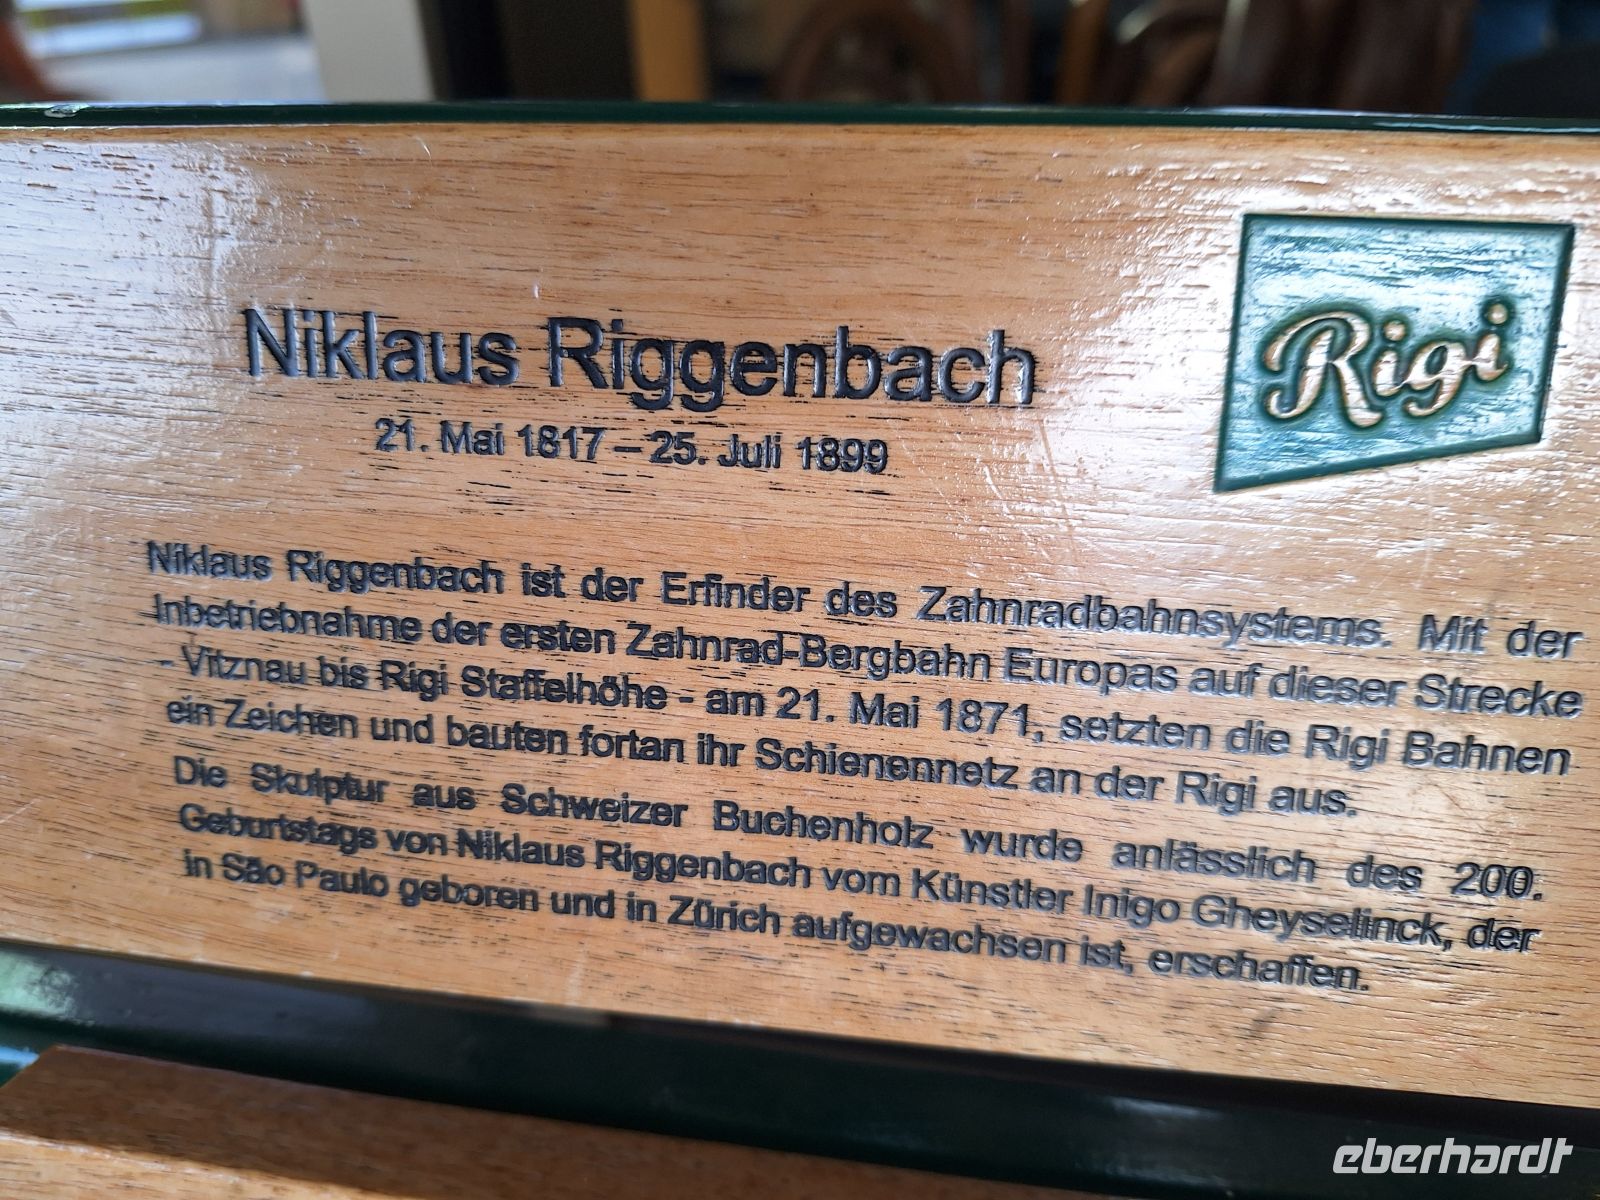 Rigi
Niklaus Riggenbach
21. Mai 1817 – 25. Juli 1899
Niklaus Riggenbach ist der Erfinder des Zahnradbahnsystems. Mit der
Inbetriebnahme der ersten Zahnrad-Bergbahn Europas auf dieser Strecke
- Vitznau bis Rigi Staffelhöhe - am 21. Mai 1871, setzten die Rigi Bahnen
ein Zeichen und bauten fortan ihr Schienennetz an der Rigi aus.
Die Skulptur aus Schweizer Buchenholz wurde anlässlich des 200.
Geburtstags von Niklaus Riggenbach vom Künstler Inigo Gheyselinck, der
in São Paulo geboren und in Zürich aufgewachsen ist, erschaffen.
eberhardt